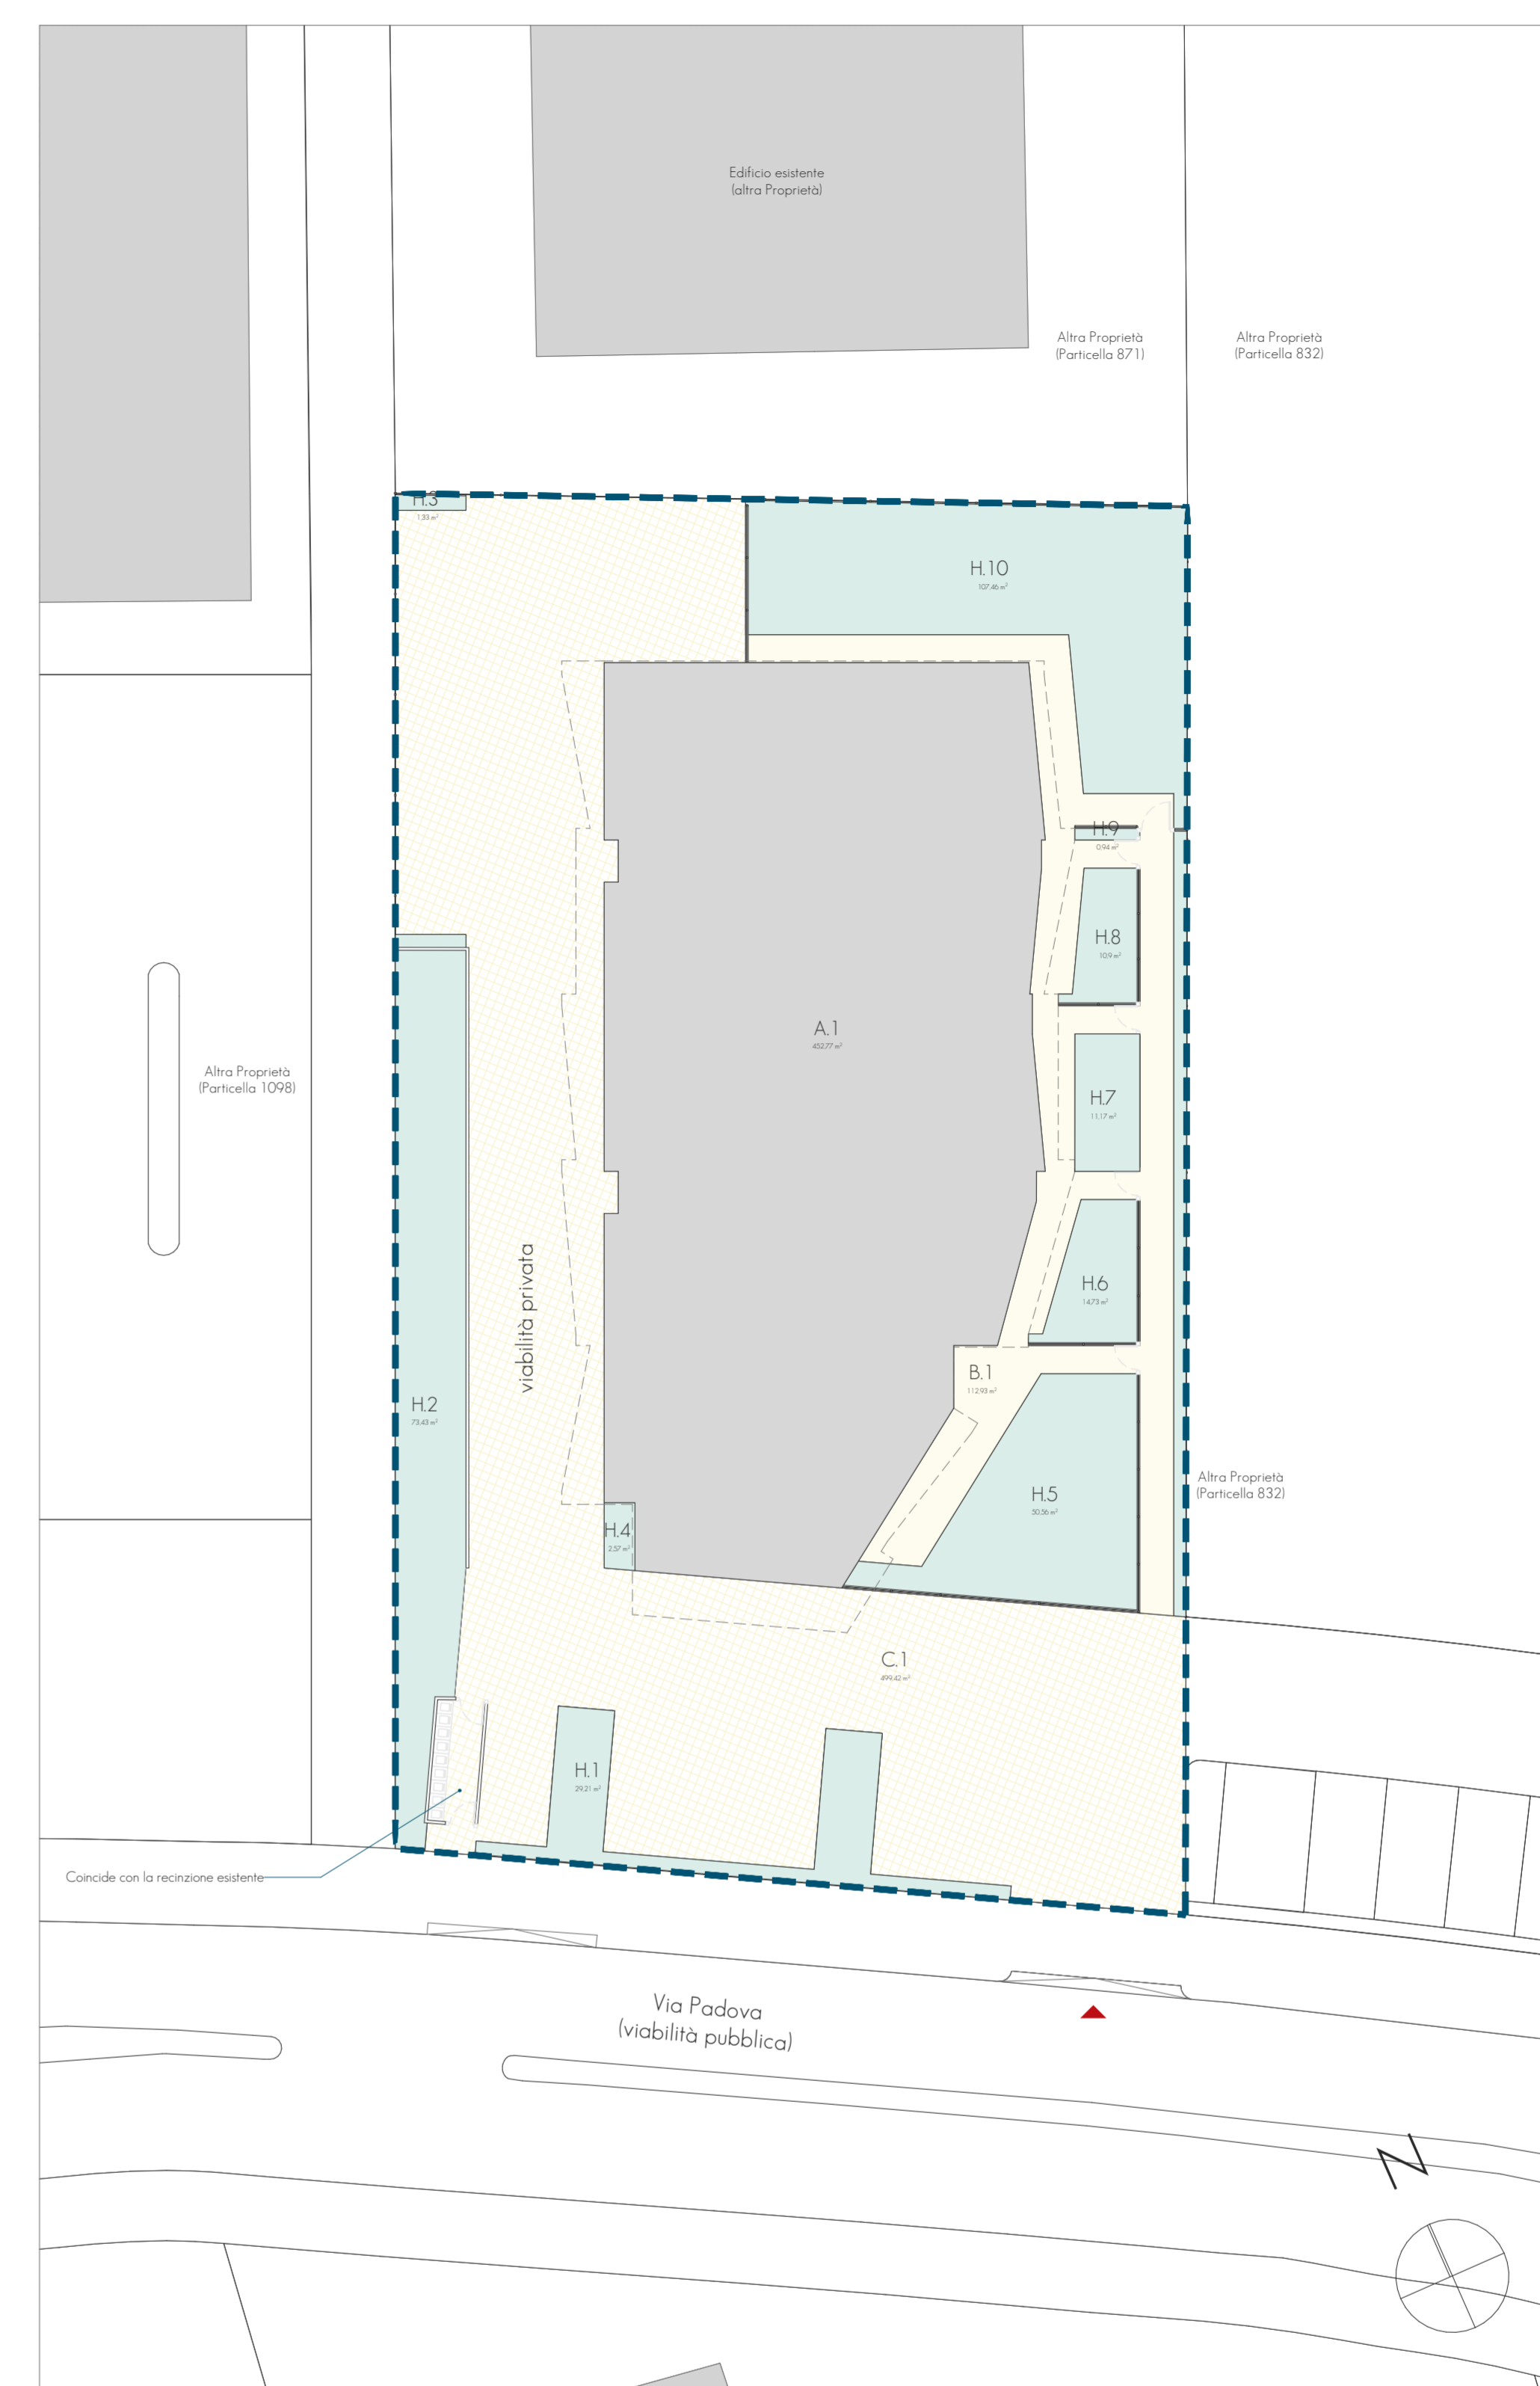 Edificio esistente
(altra Proprietà)
Altra Proprietà
(Particella 871)
Altra Proprietà
(Particella 832)
H.3
1,33 m²
H.10
107,46 m²
H.9
0,94 m²
H.8
10,9 m²
A.1
452,77 m²
Altra Proprietà
(Particella 1098)
H.7
11,17 m²
viabilità privata
H.6
14,73 m²
B.1
112,93 m²
H.2
73,43 m²
H.5
50,56 m²
Altra Proprietà
(Particella 832)
H.4
2,57 m²
C.1
499,42 m²
H.1
29,21 m²
Coincide con la recinzione esistente
Via Padova
(viabilità pubblica)
N